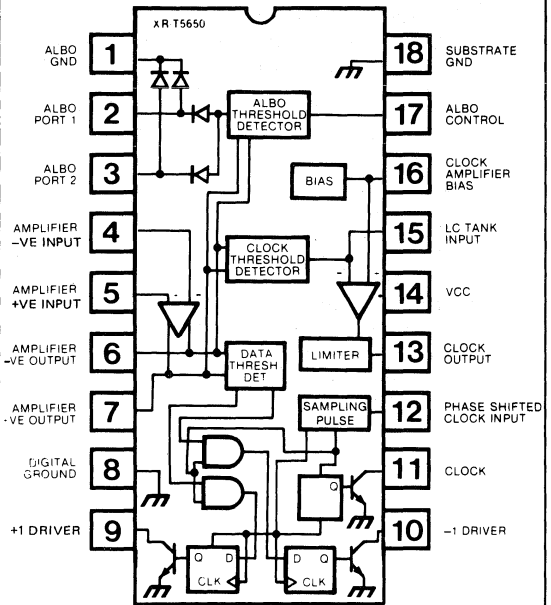 XR T5650
ALBO
GND
1
18
SUBSTRATE
GND
ALBO
PORT 1
2
ALBO
THRESHOLD
DETECTOR
17
ALBO
CONTROL
ALBO
PORT 2
3
BIAS
16
CLOCK
AMPLIFIER
BIAS
AMPLIFIER
-VE INPUT
4
CLOCK
THRESHOLD
DETECTOR
15
LC TANK
INPUT
AMPLIFIER
+VE INPUT
5
- -
- -
14
VCC
AMPLIFIER
-VE OUTPUT
6
DATA
THRESH
DET
LIMITER
13
CLOCK
OUTPUT
AMPLIFIER
-VE OUTPUT
7
SAMPLING
PULSE
12
PHASE SHIFTED
CLOCK INPUT
DIGITAL
GROUND
8
Q
11
CLOCK
+1 DRIVER
9
Q D
CLK
D Q
CLK
10
-1 DRIVER